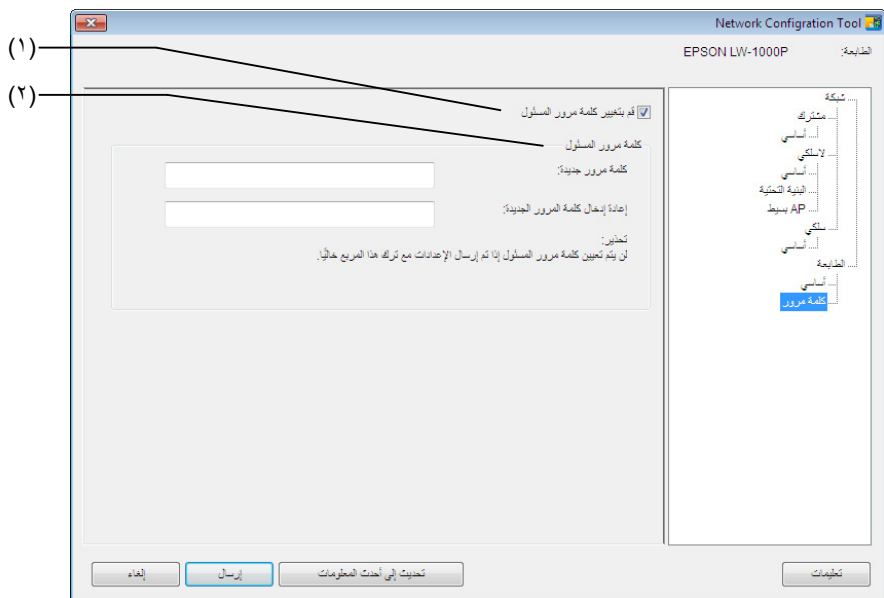 Network Configration Tool
الطابعة: EPSON LW-1000P
شبكة
مشترك
أساسي
لاسلكي
أساسي
البنية التحتية
AP بسيط
سلكي
أساسي
الطابعة
أساسي
كلمة مرور
(١)
قم بتغيير كلمة مرور المسئول
(٢)
كلمة مرور المسئول
كلمة مرور جديدة:
إعادة إدخال كلمة المرور الجديدة:
تحذير:
لن يتم تعيين كلمة مرور المسئول إذا تم إرسال الإعدادات مع ترك هذا المربع خاليًا.
تعليمات
تحديث إلى أحدث المعلومات
إرسال
إلغاء